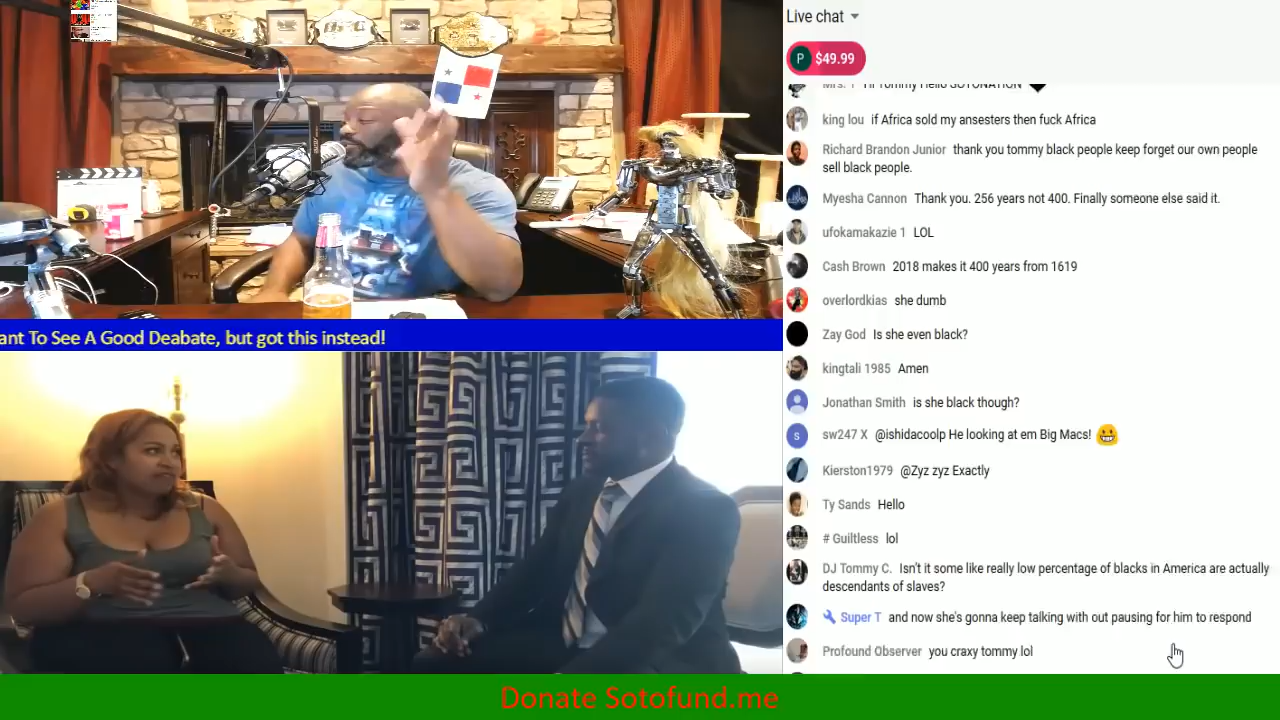 Live chat
P $49.99
Mrs. T Hi Tommy Hello SOTONATION
king lou if Africa sold my ansesters then fuck Africa
Richard Brandon Junior thank you tommy black people keep forget our own people
sell black people.
Myesha Cannon Thank you. 256 years not 400. Finally someone else said it.
ufokamakazie 1 LOL
Cash Brown 2018 makes it 400 years from 1619
overlordkias she dumb
Zay God Is she even black?
kingtali 1985 Amen
Jonathan Smith is she black though?
S sw247 X @ishidacoolp He looking at em Big Macs!
Kierston1979 @Zyz zyz Exactly
Ty Sands Hello
# Guiltless lol
DJ Tommy C. Isn't it some like really low percentage of blacks in America are actually
descendants of slaves?
Super T and now she's gonna keep talking with out pausing for him to respond
Profound Observer you craxy tommy lol
ant To See A Good Deabate, but got this instead!
Donate Sotofund.me